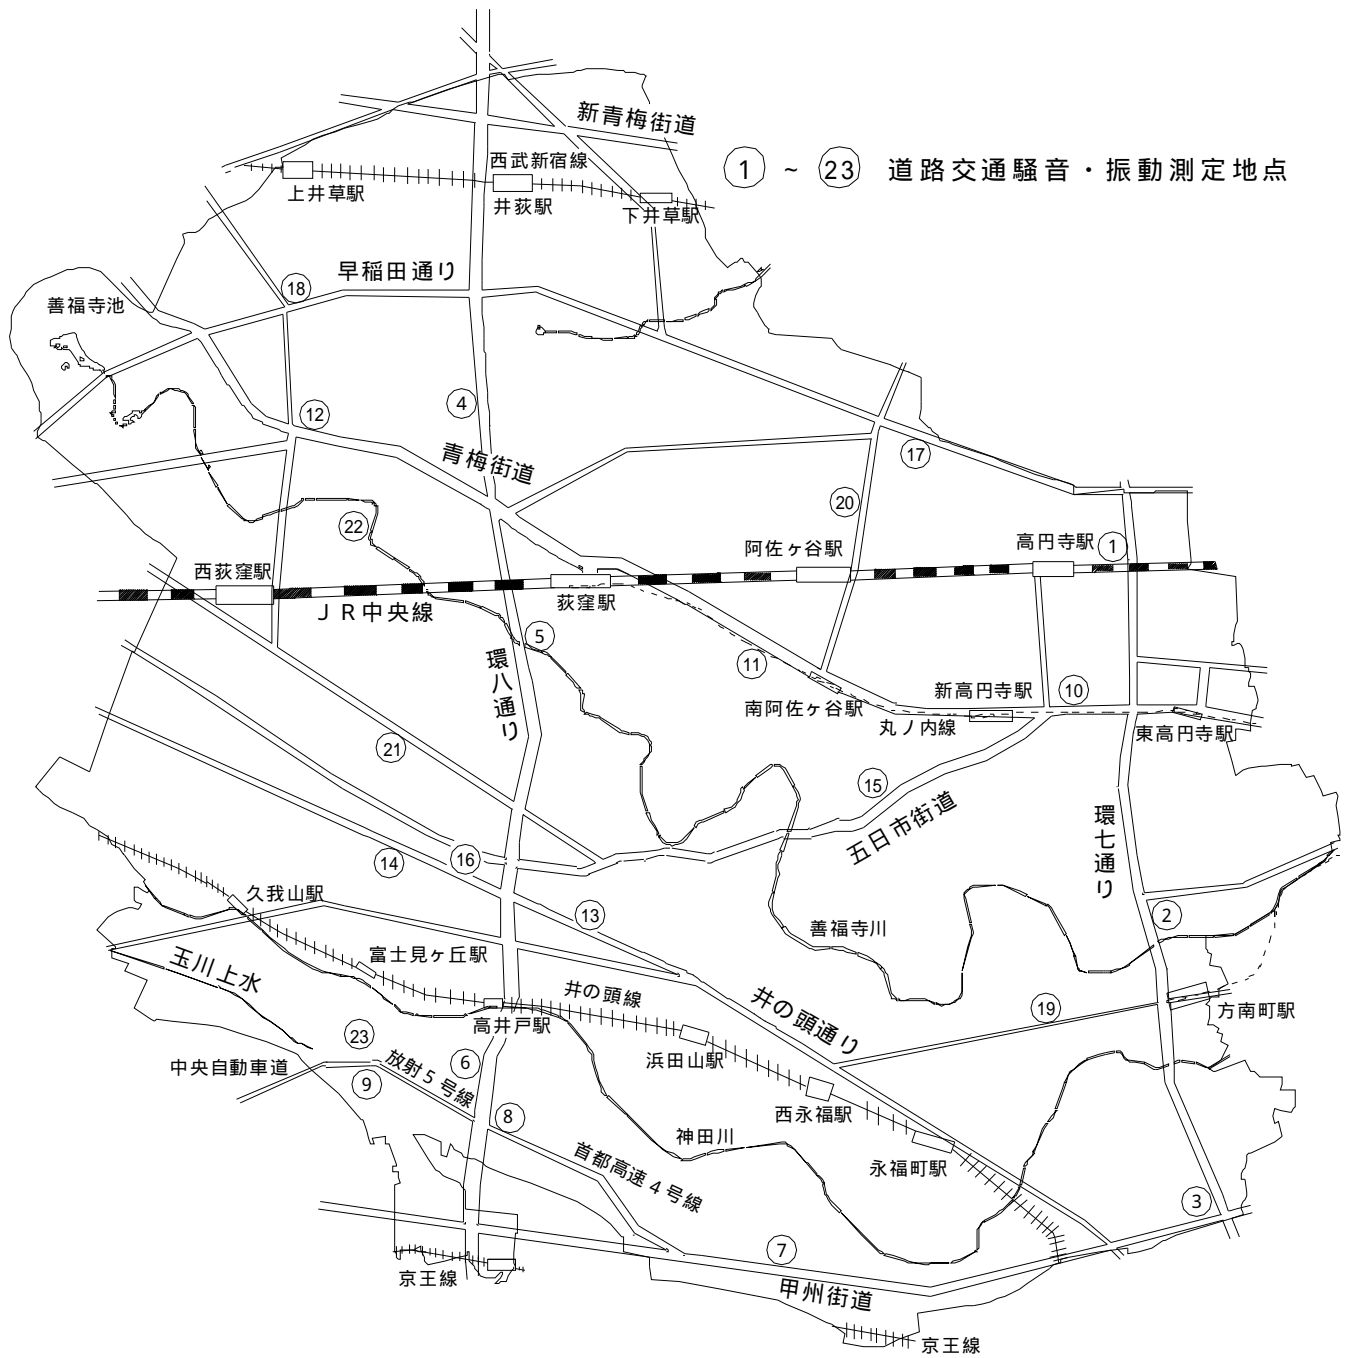 新青梅街道
① ~ ㉓ 道路交通騒音・振動測定地点
西武新宿線
上井草駅
井荻駅
下井草駅
早稲田通り
18
善福寺池
4
12
青梅街道
17
20
22
阿佐ヶ谷駅
高円寺駅
1
西荻窪駅
荻窪駅
JR中央線
5
環八通り
11
新高円寺駅
10
南阿佐ヶ谷駅
丸ノ内線
東高円寺駅
21
15
五日市街道
環七通り
14
16
久我山駅
13
2
善福寺川
富士見ヶ丘駅
玉川上水
井の頭線
井の頭通り
19
方南町駅
高井戸駅
23
浜田山駅
中央自動車道
放射5号線
6
9
8
西永福駅
神田川
永福町駅
首都高速4号線
3
7
京王線
甲州街道
京王線